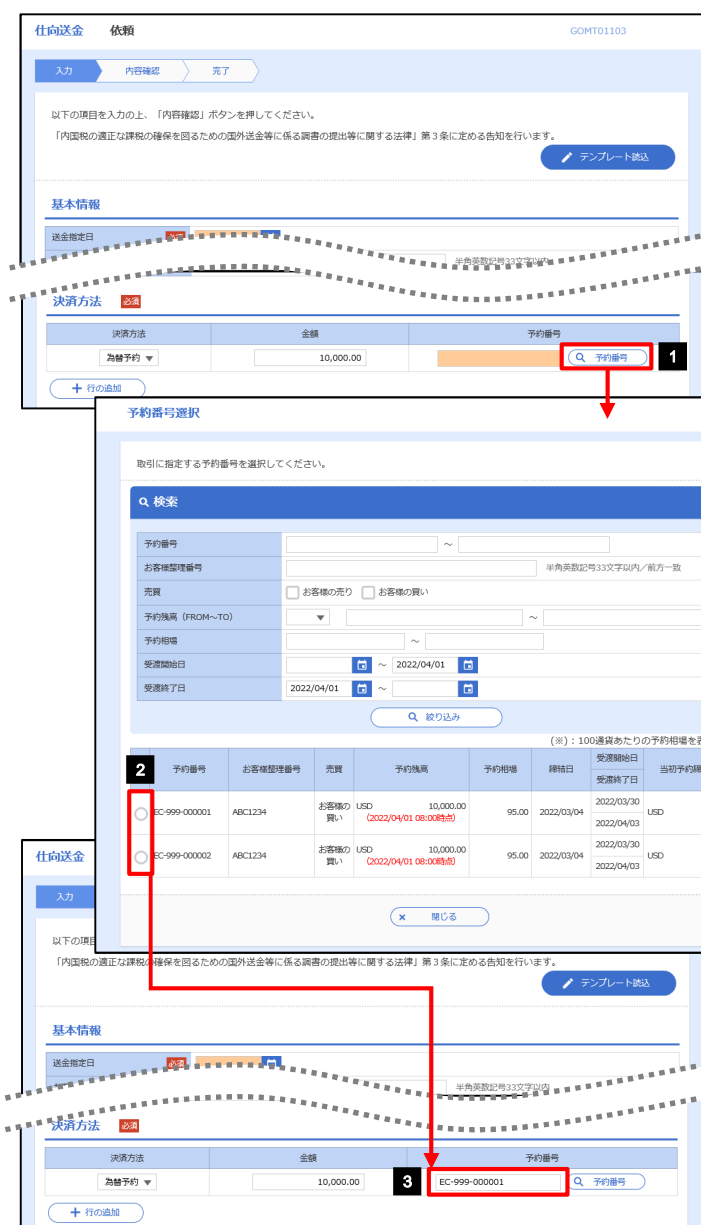 仕向送金 依頼 GOMT01103
入力 内容確認 完了
以下の項目を入力の上、「内容確認」ボタンを押してください。
「内国税の適正な課税の確保を図るための国外送金等に係る調書の提出等に関する法律」第３条に定める告知を行います。
テンプレート読込
基本情報
送金指定日 必須
半角英数記号33文字以内
決済方法 必須
決済方法 金額 予約番号
為替予約 10,000.00 予約番号 1
行の追加
予約番号選択
取引に指定する予約番号を選択してください。
検索
予約番号 ～
お客様整理番号 半角英数記号33文字以内／前方一致
売買 お客様の売り お客様の買い
予約残高（FROM～TO） ～
予約相場 ～
受渡開始日 ～ 2022/04/01
受渡終了日 2022/04/01 ～
絞り込み
(※)：100通貨あたりの予約相場を
2 予約番号 お客様整理番号 売買 予約残高 予約相場 締結日 受渡開始日 当初予約
受渡終了日
EC-999-000001 ABC1234 お客様の買い USD 10,000.00 95.00 2022/03/04 2022/03/30 USD
（2022/04/01 08:00時点） 2022/04/03
EC-999-000002 ABC1234 お客様の買い USD 10,000.00 95.00 2022/03/04 2022/03/30 USD
（2022/04/01 08:00時点） 2022/04/03
× 閉じる
仕向送金
入力
以下の項
「内国税の適正な課税の確保を図るための国外送金等に係る調書の提出等に関する法律」第３条に定める告知を行います。
テンプレート読込
基本情報
送金指定日 必須
半角英数記号33文字以内
決済方法 必須
決済方法 金額 予約番号
為替予約 10,000.00 3 EC-999-000001 予約番号
行の追加